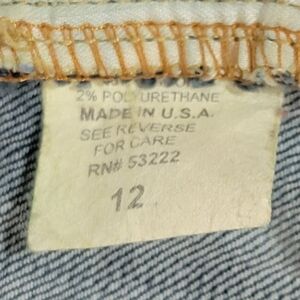 2% POLYURETHANE
MADE IN U.S.A.
SEE REVERSE
FOR CARE
RN# 53222
12